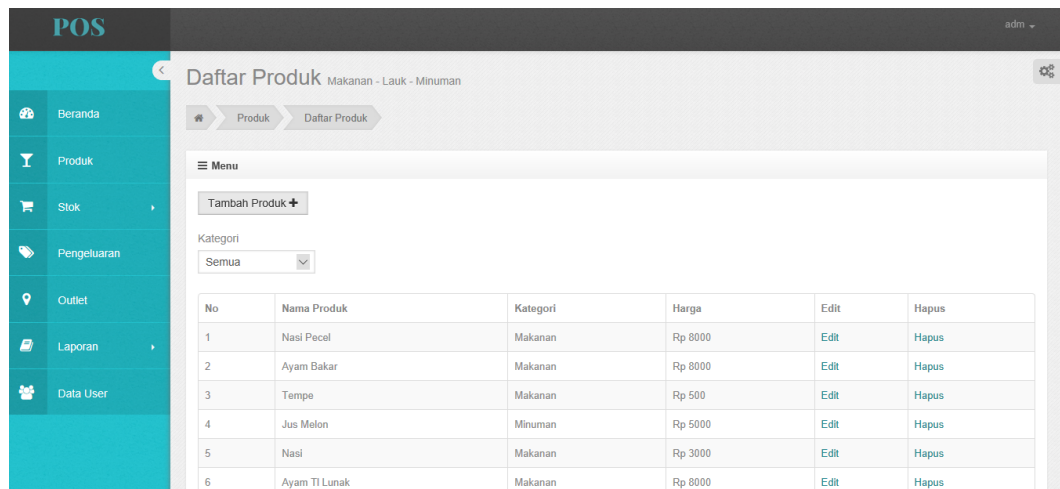 POS
adm
Daftar Produk Makanan - Lauk - Minuman
Beranda
Produk
Stok
Pengeluaran
Outlet
Laporan
Data User
Produk
Daftar Produk
Menu
Tambah Produk
Kategori
Semua
No Nama Produk Kategori Harga Edit Hapus
1 Nasi Pecel Makanan Rp 8000 Edit Hapus
2 Ayam Bakar Makanan Rp 8000 Edit Hapus
3 Tempe Makanan Rp 500 Edit Hapus
4 Jus Melon Minuman Rp 5000 Edit Hapus
5 Nasi Makanan Rp 3000 Edit Hapus
6 Ayam Tl Lunak Makanan Rp 8000 Edit Hapus